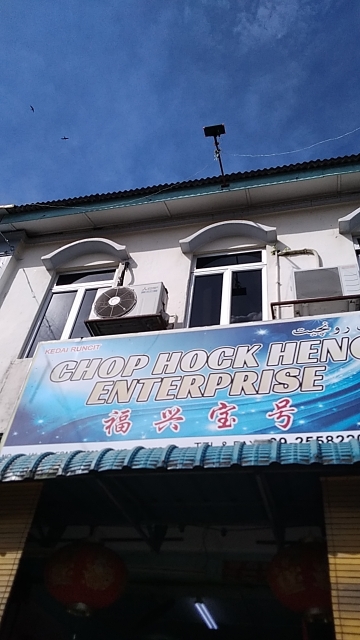 KEDAI RUNCIT
CHOP HOCK HENG
ENTERPRISE
福兴宝号